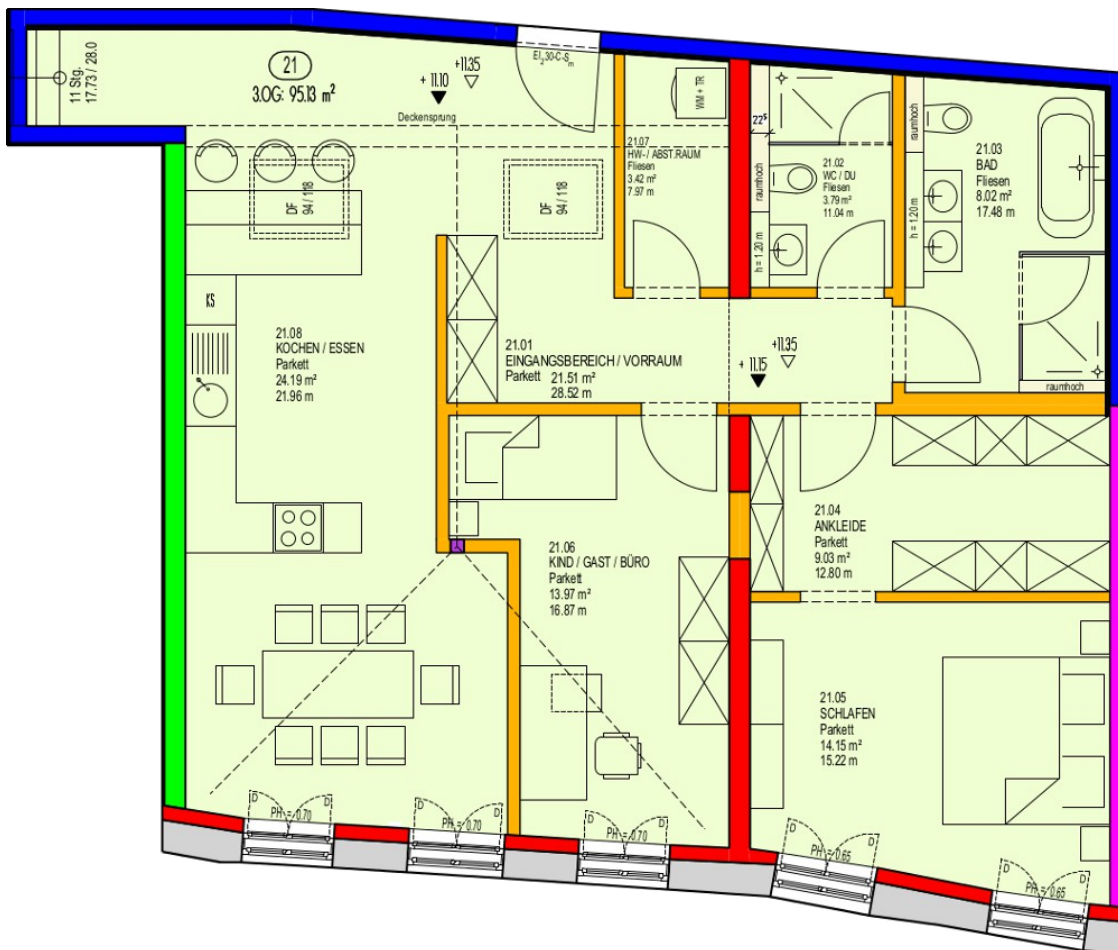 11 Stg.
17.73 / 28.0
21
3.OG: 95.13 m²
+ 11.10
+11.35
Deckensprung
EI₂30-C-Sm
WM + TR
21.07
HW- / ABST.RAUM
Fliesen
3.42 m²
7.97 m
22⁵
raumhoch
h = 1.20 m
21.02
WC / DU
Fliesen
3.79 m²
11.04 m
raumhoch
h = 1.20 m
21.03
BAD
Fliesen
8.02 m²
17.48 m
raumhoch
DF
94 / 118
DF
94 / 118
KS
21.08
KOCHEN / ESSEN
Parkett
24.19 m²
21.96 m
21.01
EINGANGSBEREICH / VORRAUM
Parkett 21.51 m²
28.52 m
+ 11.15
+11.35
21.04
ANKLEIDE
Parkett
9.03 m²
12.80 m
21.06
KIND / GAST / BÜRO
Parkett
13.97 m²
16.87 m
21.05
SCHLAFEN
Parkett
14.15 m²
15.22 m
D
PH = 0.70
D
D
PH = 0.70
D
D
PH = 0.70
D
D
PH = 0.65
D
D
PH = 0.65
D